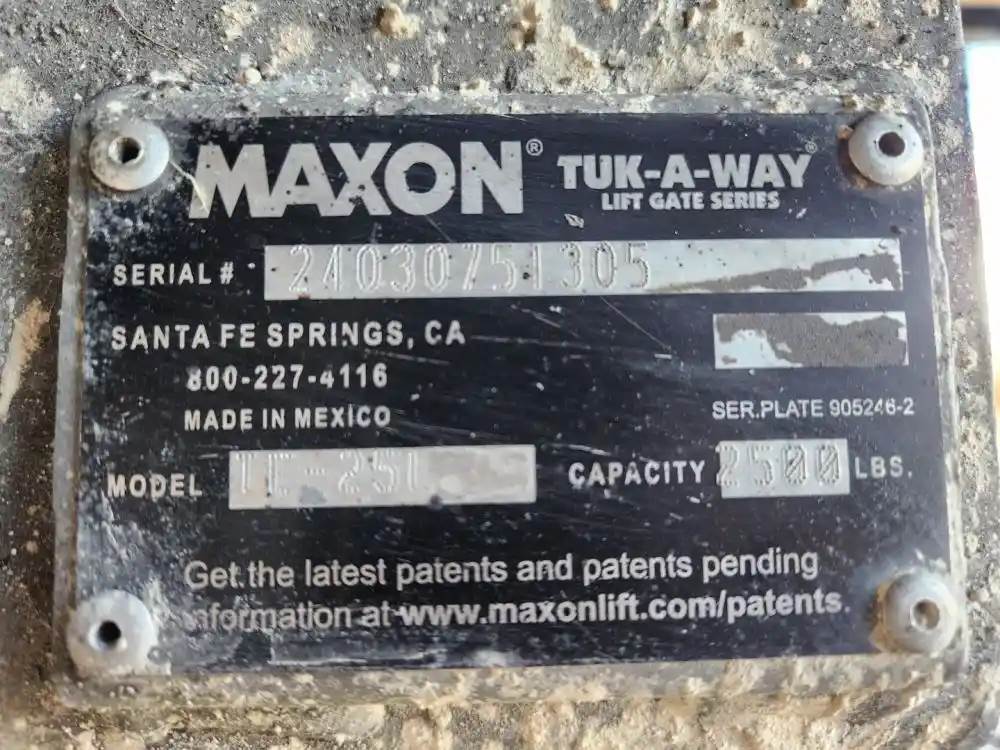 MAXON® TUK-A-WAY®
LIFT GATE SERIES
SERIAL # 24030751305
SANTA FE SPRINGS, CA
800-227-4116
MADE IN MEXICO
SER.PLATE 905246-2
MODEL TE-25L CAPACITY 2500 LBS.
Get the latest patents and patents pending
information at www.maxonlift.com/patents.